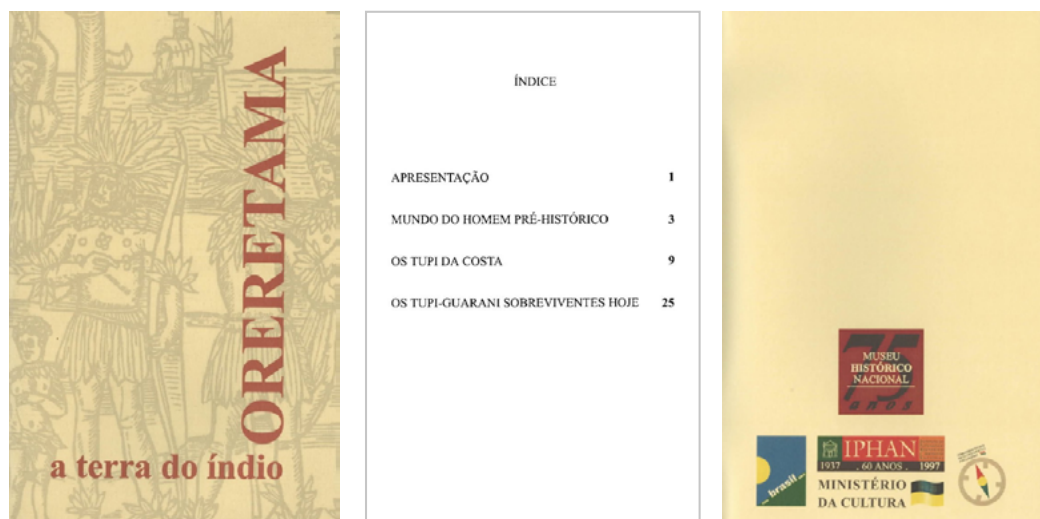 ORERETAMA
a terra do índio
ÍNDICE
APRESENTAÇÃO 1
MUNDO DO HOMEM PRÉ-HISTÓRICO 3
OS TUPI DA COSTA 9
OS TUPI-GUARANI SOBREVIVENTES HOJE 25
75
MUSEU
HISTÓRICO
NACIONAL
anos
brasil
IPHAN
1937 . 60 ANOS . 1997
MINISTÉRIO
DA CULTURA